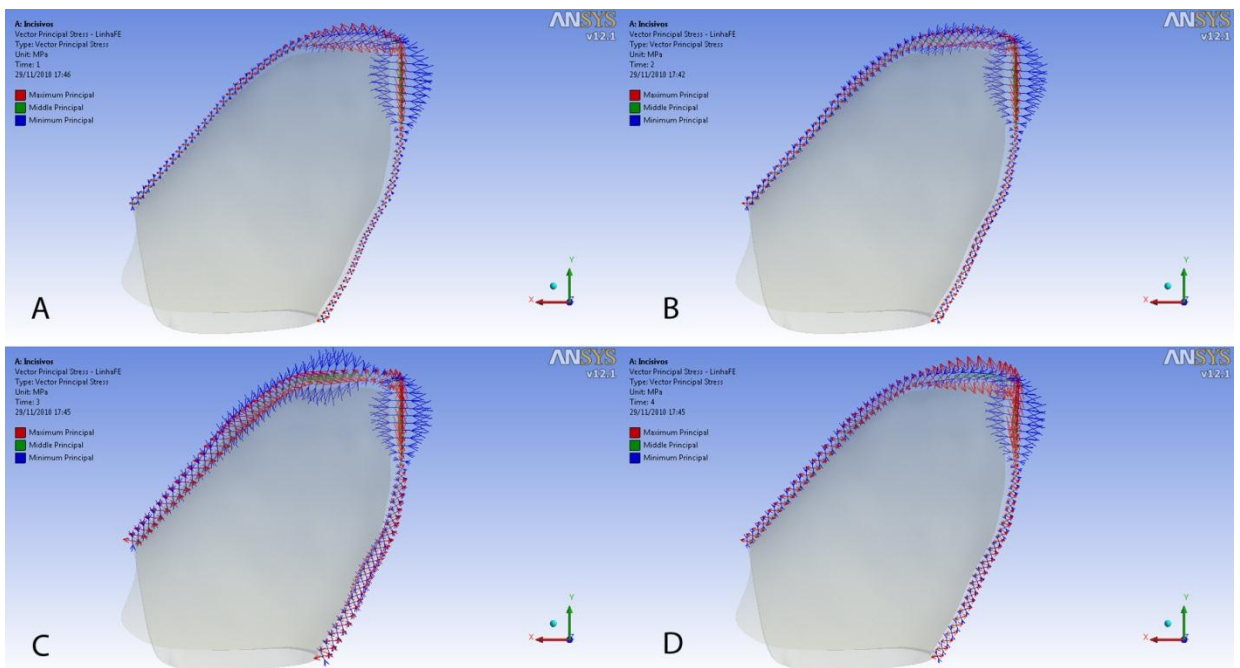 A: Incisivos
Vector Principal Stress - LinhaFE
Type: Vector Principal Stress
Unit: MPa
Time: 1
29/11/2010 17:46
Maximum Principal
Middle Principal
Minimum Principal
ANSYS
v12.1
Y
X
Z
A
A: Incisivos
Vector Principal Stress - LinhaFE
Type: Vector Principal Stress
Unit: MPa
Time: 2
29/11/2010 17:42
Maximum Principal
Middle Principal
Minimum Principal
ANSYS
v12.1
Y
X
Z
B
A: Incisivos
Vector Principal Stress - LinhaFE
Type: Vector Principal Stress
Unit: MPa
Time: 3
29/11/2010 17:45
Maximum Principal
Middle Principal
Minimum Principal
ANSYS
v12.1
Y
X
Z
C
A: Incisivos
Vector Principal Stress - LinhaFE
Type: Vector Principal Stress
Unit: MPa
Time: 4
29/11/2010 17:45
Maximum Principal
Middle Principal
Minimum Principal
ANSYS
v12.1
Y
X
Z
D